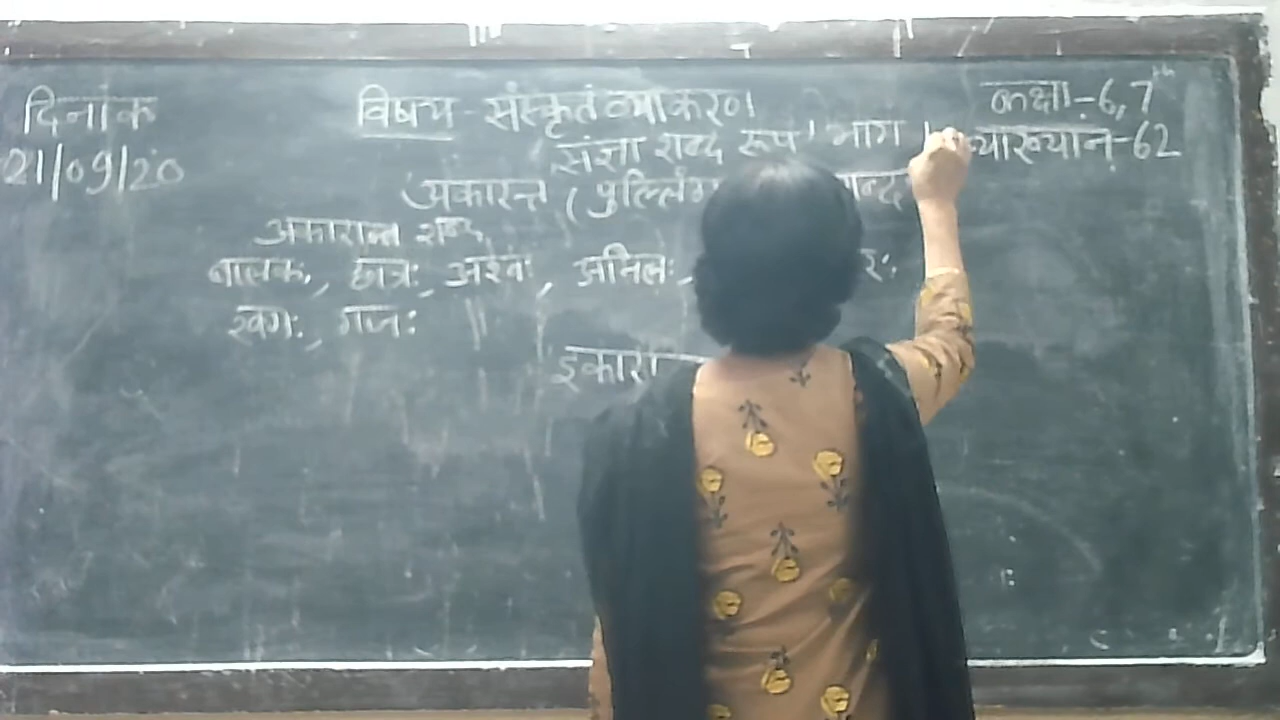 दिनांक
21/09/20
विषय - संस्कृत व्याकरण
कक्षा - 6, 7th
संज्ञा शब्द रूप' भाग
व्याख्यान - 62
अकारान्त (पुल्लिंग
अकारान्त शब्द
बालकः, छात्रः, अश्वः, अनिलः,
खगः, गजः ॥
इकारा